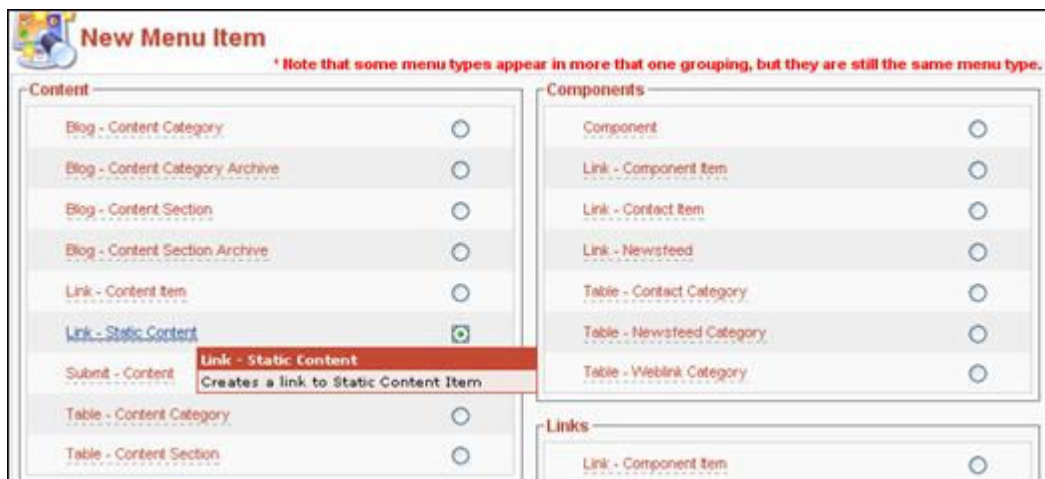 New Menu Item
* Note that some menu types appear in more that one grouping, but they are still the same menu type.
Content
Blog - Content Category
Blog - Content Category Archive
Blog - Content Section
Blog - Content Section Archive
Link - Content Item
Link - Static Content
Link - Static Content
Creates a link to Static Content Item
Submit - Content
Table - Content Category
Table - Content Section
Components
Component
Link - Component Item
Link - Contact Item
Link - Newsfeed
Table - Contact Category
Table - Newsfeed Category
Table - Weblink Category
Links
Link - Component Item